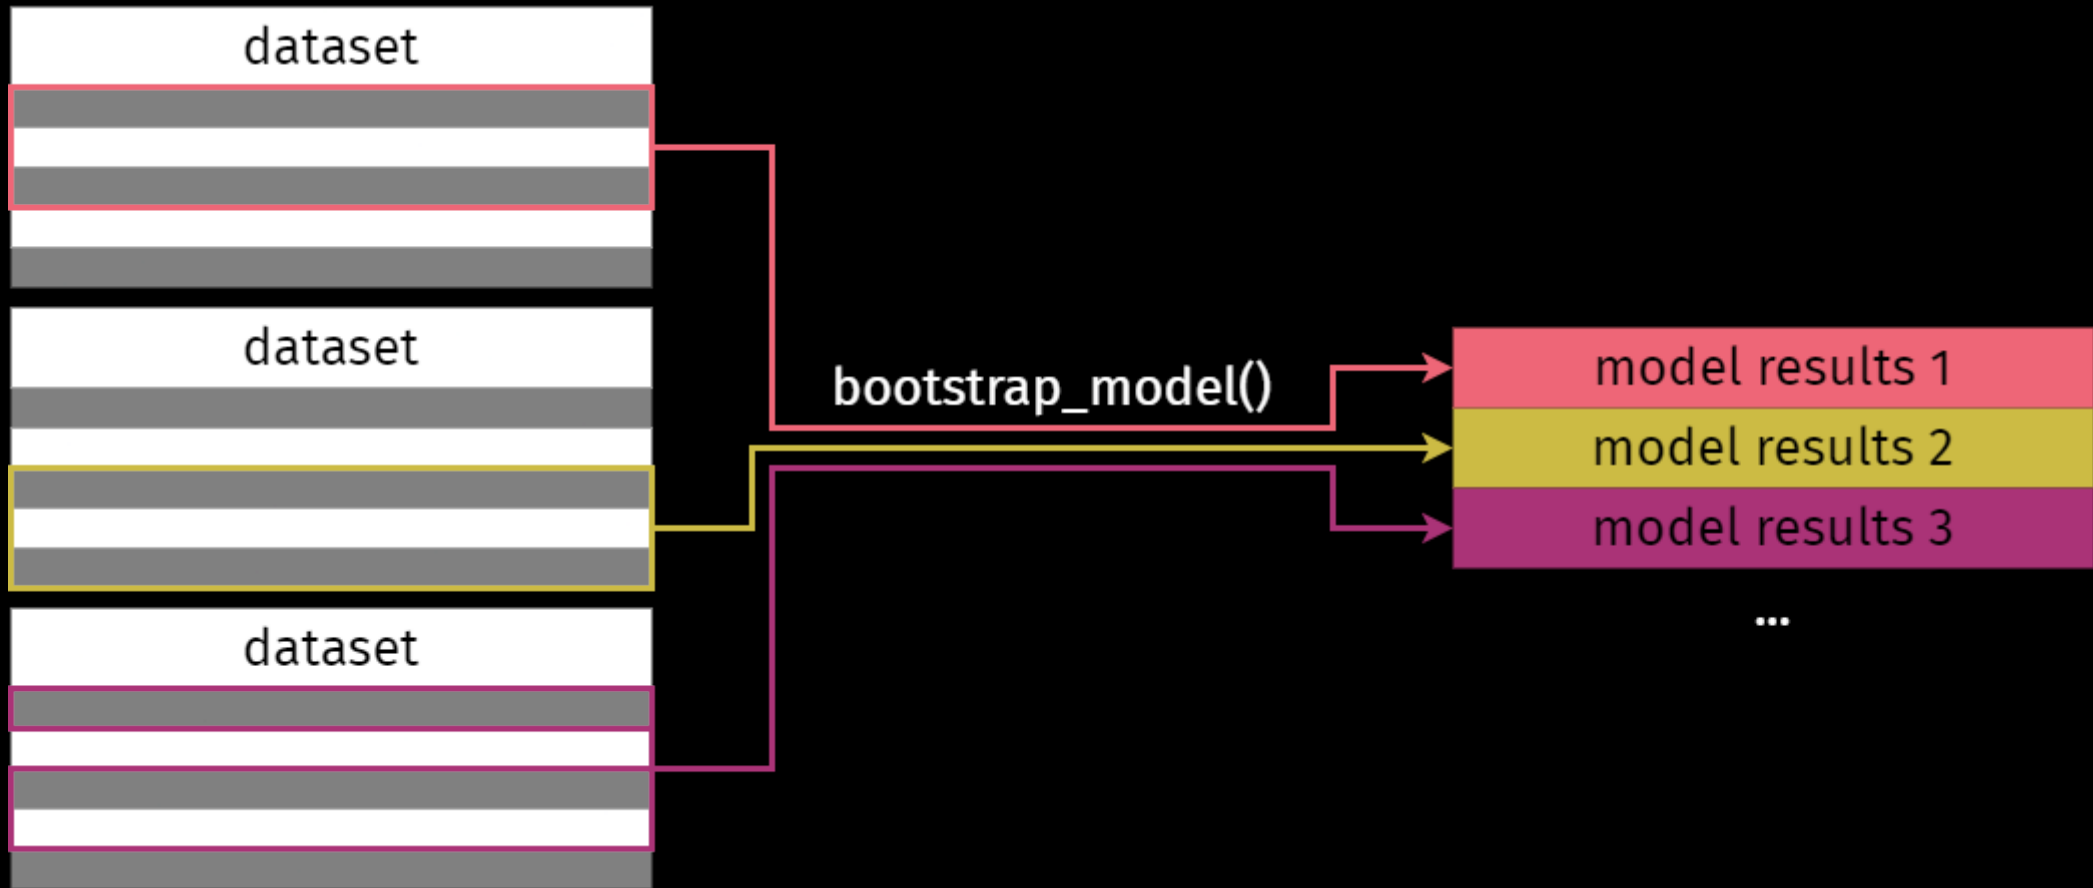 dataset
dataset
dataset
bootstrap_model()
model results 1
model results 2
model results 3
...